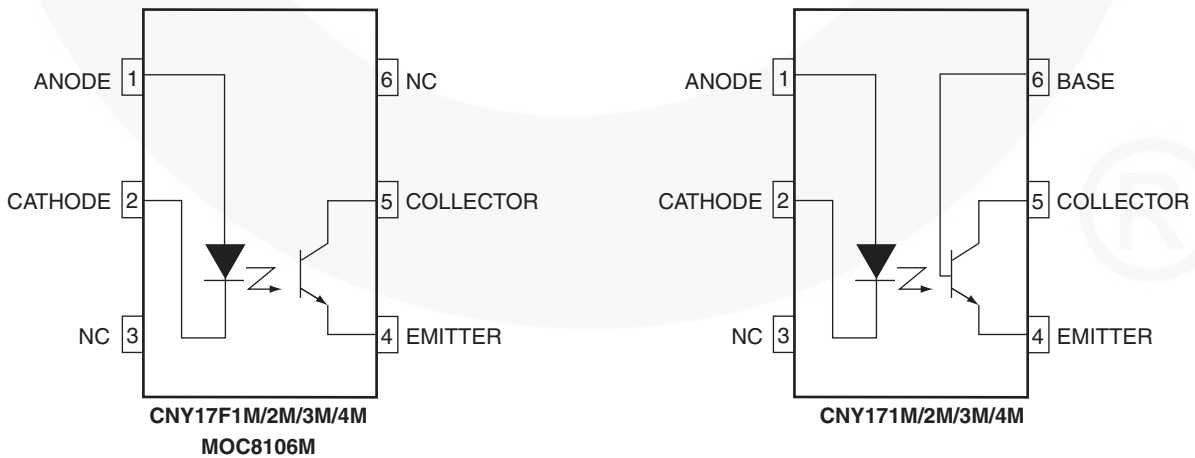 ANODE 1
6 NC
CATHODE 2
5 COLLECTOR
NC 3
4 EMITTER
CNY17F1M/2M/3M/4M
MOC8106M
ANODE 1
6 BASE
CATHODE 2
5 COLLECTOR
NC 3
4 EMITTER
CNY171M/2M/3M/4M
®